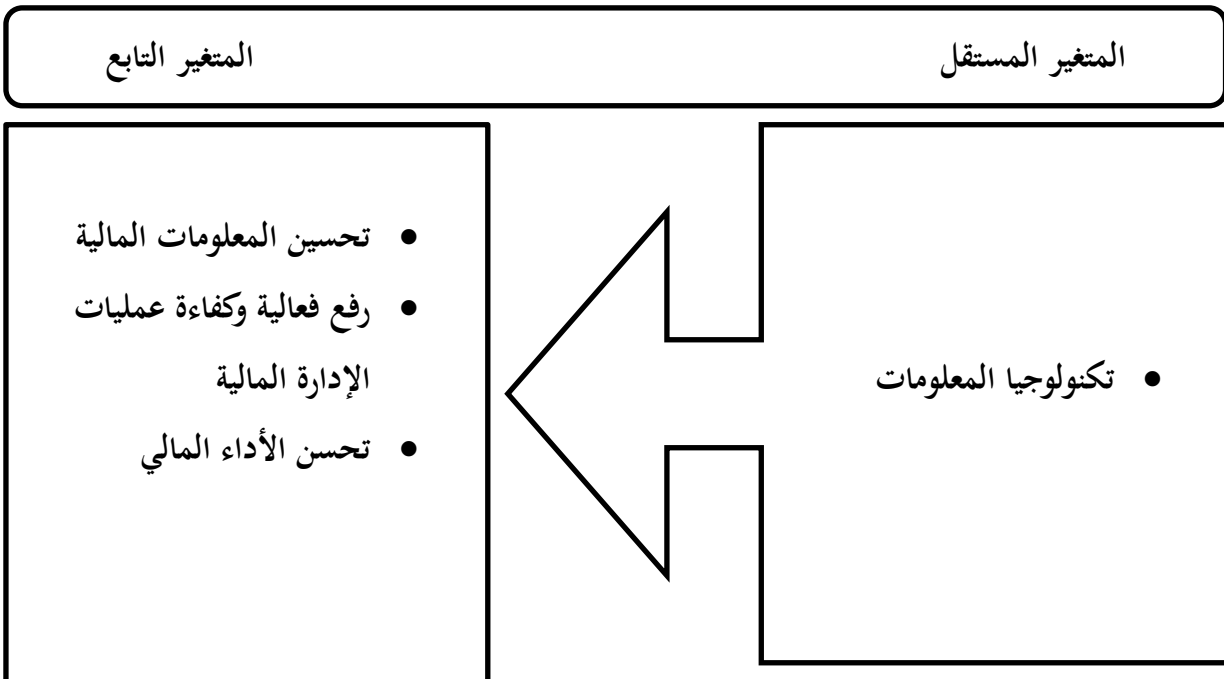 المتغير المستقل
المتغير التابع
• تكنولوجيا المعلومات
• تحسين المعلومات المالية
• رفع فعالية وكفاءة عمليات
الإدارة المالية
• تحسن الأداء المالي